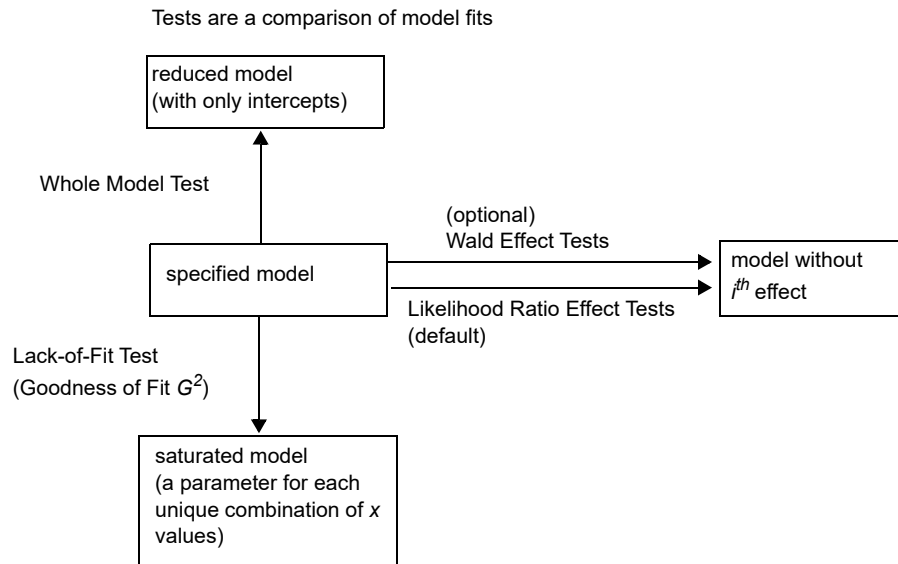 Tests are a comparison of model fits
reduced model
(with only intercepts)
Whole Model Test
(optional)
Wald Effect Tests
specified model
model without
i^th effect
Likelihood Ratio Effect Tests
(default)
Lack-of-Fit Test
(Goodness of Fit G²)
saturated model
(a parameter for each
unique combination of x
values)